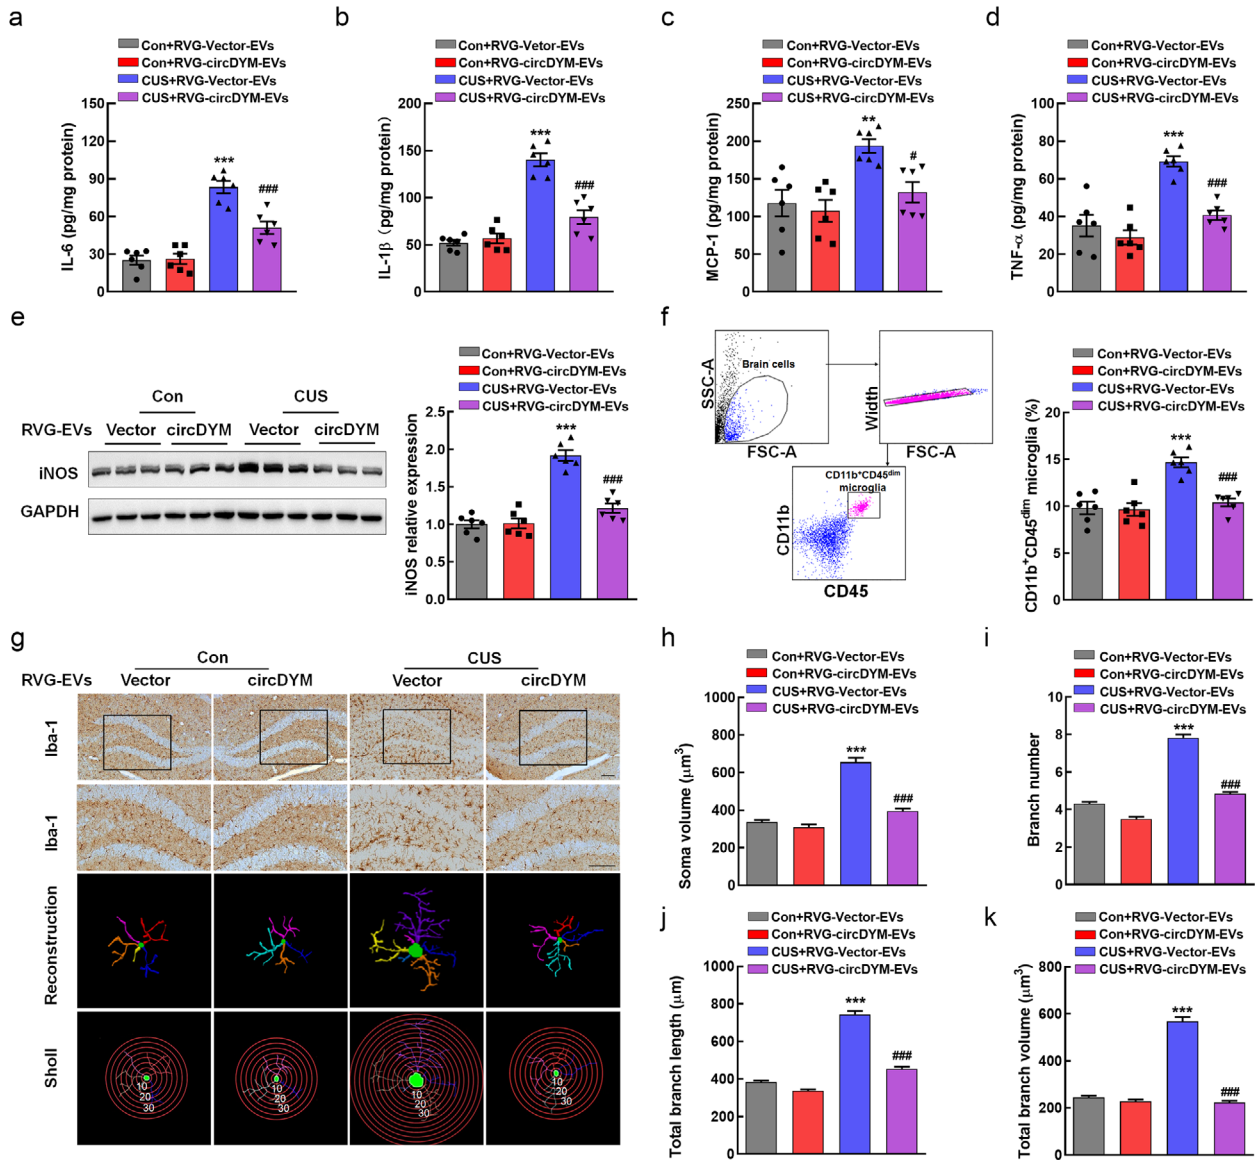 a
Con+RVG-Vector-EVs
Con+RVG-circDYM-EVs
CUS+RVG-Vector-EVs
CUS+RVG-circDYM-EVs
IL-6 (pg/mg protein)
150
120
90
60
30
0
***
###
b
Con+RVG-Vetor-EVs
Con+RVG-circDYM-EVs
CUS+RVG-Vector-EVs
CUS+RVG-circDYM-EVs
IL-1β (pg/mg protein)
200
150
100
50
0
***
###
c
Con+RVG-Vector-EVs
Con+RVG-circDYM-EVs
CUS+RVG-Vector-EVs
CUS+RVG-circDYM-EVs
MCP-1 (pg/mg protein)
250
200
150
100
50
0
**
#
d
Con+RVG-Vector-EVs
Con+RVG-circDYM-EVs
CUS+RVG-Vector-EVs
CUS+RVG-circDYM-EVs
TNF-α (pg/mg protein)
100
80
60
40
20
0
***
###
e
Con CUS
RVG-EVs Vector circDYM Vector circDYM
iNOS
GAPDH
Con+RVG-Vector-EVs
Con+RVG-circDYM-EVs
CUS+RVG-Vector-EVs
CUS+RVG-circDYM-EVs
iNOS relative expression
2.5
2.0
1.5
1.0
0.5
0.0
***
###
f
SSC-A
Brain cells
FSC-A
Width
FSC-A
CD11b+CD45dim
microglia
CD11b
CD45
Con+RVG-Vector-EVs
Con+RVG-circDYM-EVs
CUS+RVG-Vector-EVs
CUS+RVG-circDYM-EVs
CD11b+CD45dim microglia (%)
20
15
10
5
0
***
###
g
Con CUS
RVG-EVs Vector circDYM Vector circDYM
Iba-1
Iba-1
Reconstruction
Sholl
10
20
30
10
20
30
10
20
30
10
20
30
h
Con+RVG-Vector-EVs
Con+RVG-circDYM-EVs
CUS+RVG-Vector-EVs
CUS+RVG-circDYM-EVs
Soma volume (μm3)
1000
800
600
400
200
0
***
###
i
Con+RVG-Vector-EVs
Con+RVG-circDYM-EVs
CUS+RVG-Vector-EVs
CUS+RVG-circDYM-EVs
Branch number
10
8
6
4
2
0
***
###
j
Con+RVG-Vector-EVs
Con+RVG-circDYM-EVs
CUS+RVG-Vector-EVs
CUS+RVG-circDYM-EVs
Total branch length (μm)
1000
800
600
400
200
0
***
###
k
Con+RVG-Vector-EVs
Con+RVG-circDYM-EVs
CUS+RVG-Vector-EVs
CUS+RVG-circDYM-EVs
Total branch volume (μm3)
800
600
400
200
0
***
###